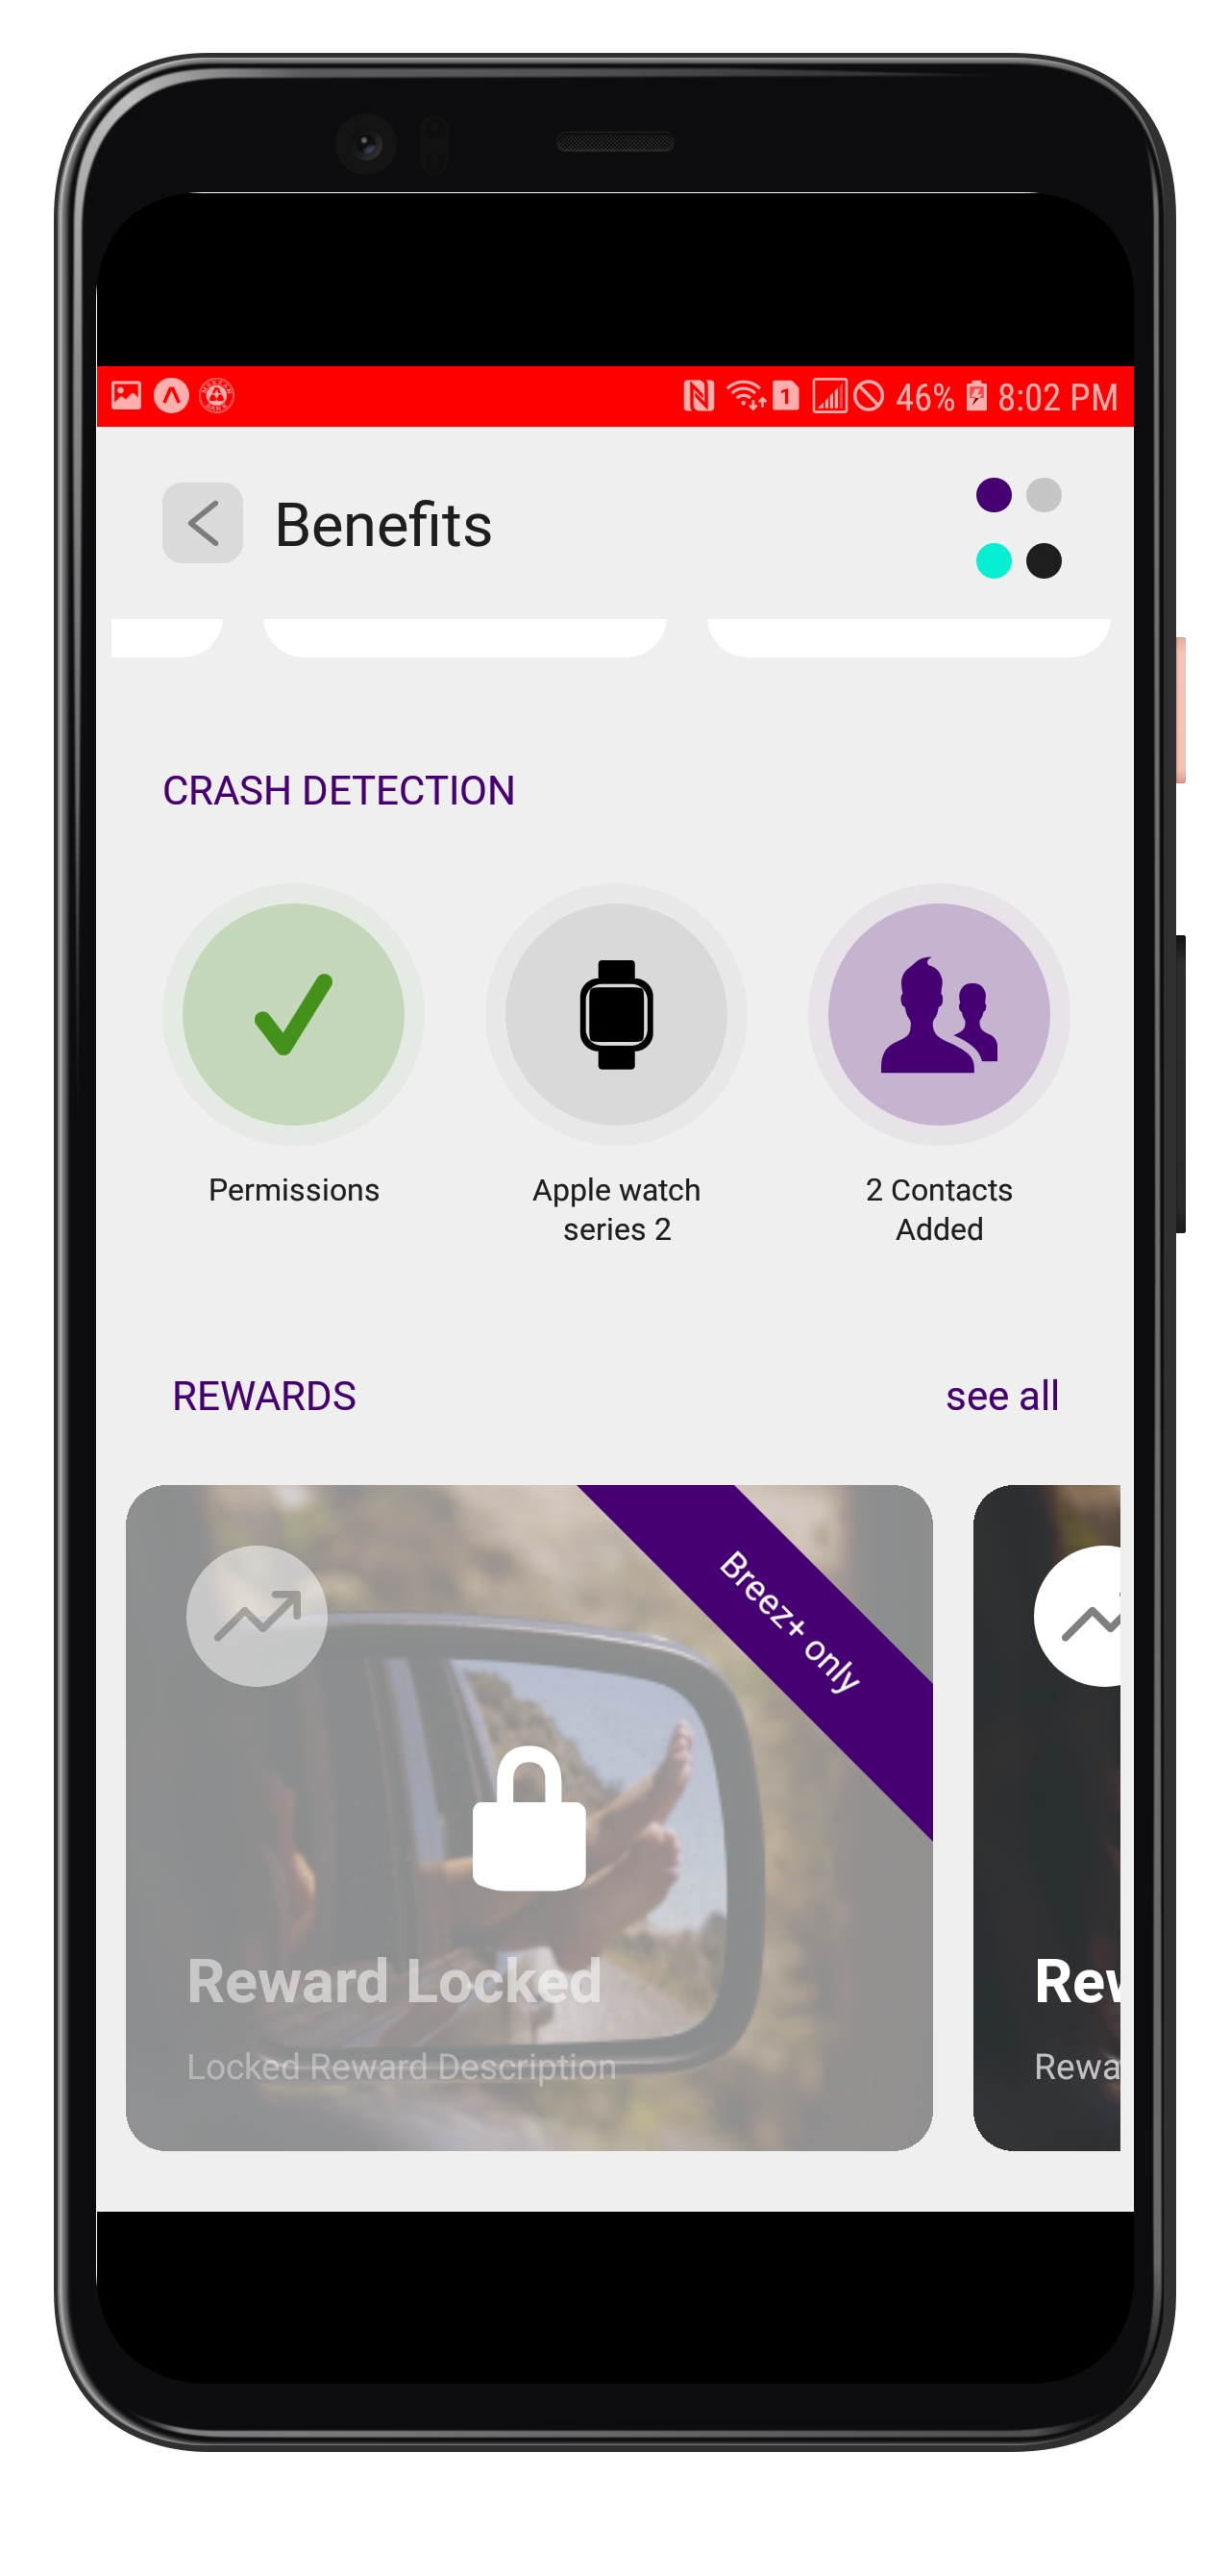 46% 8:02 PM
Benefits
CRASH DETECTION
Permissions
Apple watch
series 2
2 Contacts
Added
REWARDS
see all
Breez+ only
Reward Locked
Locked Reward Description
Rew
Rewa